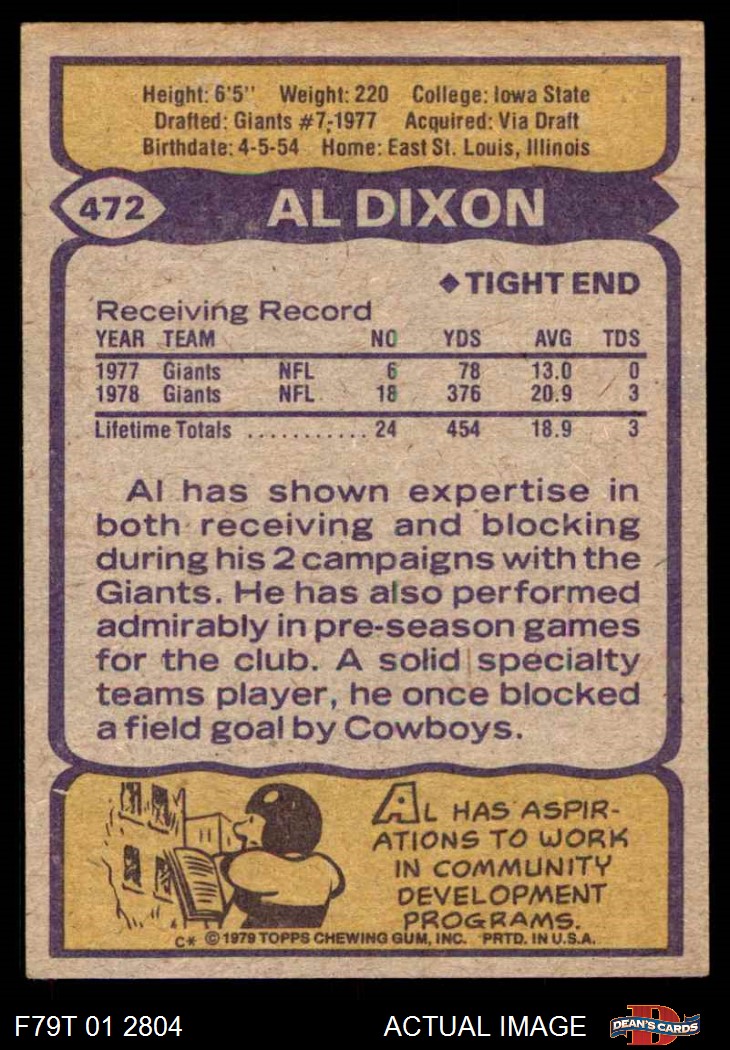 Height: 6'5" Weight: 220 College: Iowa State
Drafted: Giants #7-1977 Acquired: Via Draft
Birthdate: 4-5-54 Home: East St. Louis, Illinois
472 AL DIXON
◆TIGHT END
Receiving Record
YEAR TEAM NO YDS AVG TDS
1977 Giants NFL 6 78 13.0 0
1978 Giants NFL 18 376 20.9 3
Lifetime Totals ........... 24 454 18.9 3
Al has shown expertise in
both receiving and blocking
during his 2 campaigns with the
Giants. He has also performed
admirably in pre-season games
for the club. A solid specialty
teams player, he once blocked
a field goal by Cowboys.
AL HAS ASPIR-
ATIONS TO WORK
IN COMMUNITY
DEVELOPMENT
PROGRAMS.
C* © 1979 TOPPS CHEWING GUM, INC. PRTD. IN U.S.A.
F79T 01 2804 ACTUAL IMAGE D DEAN'S CARDS